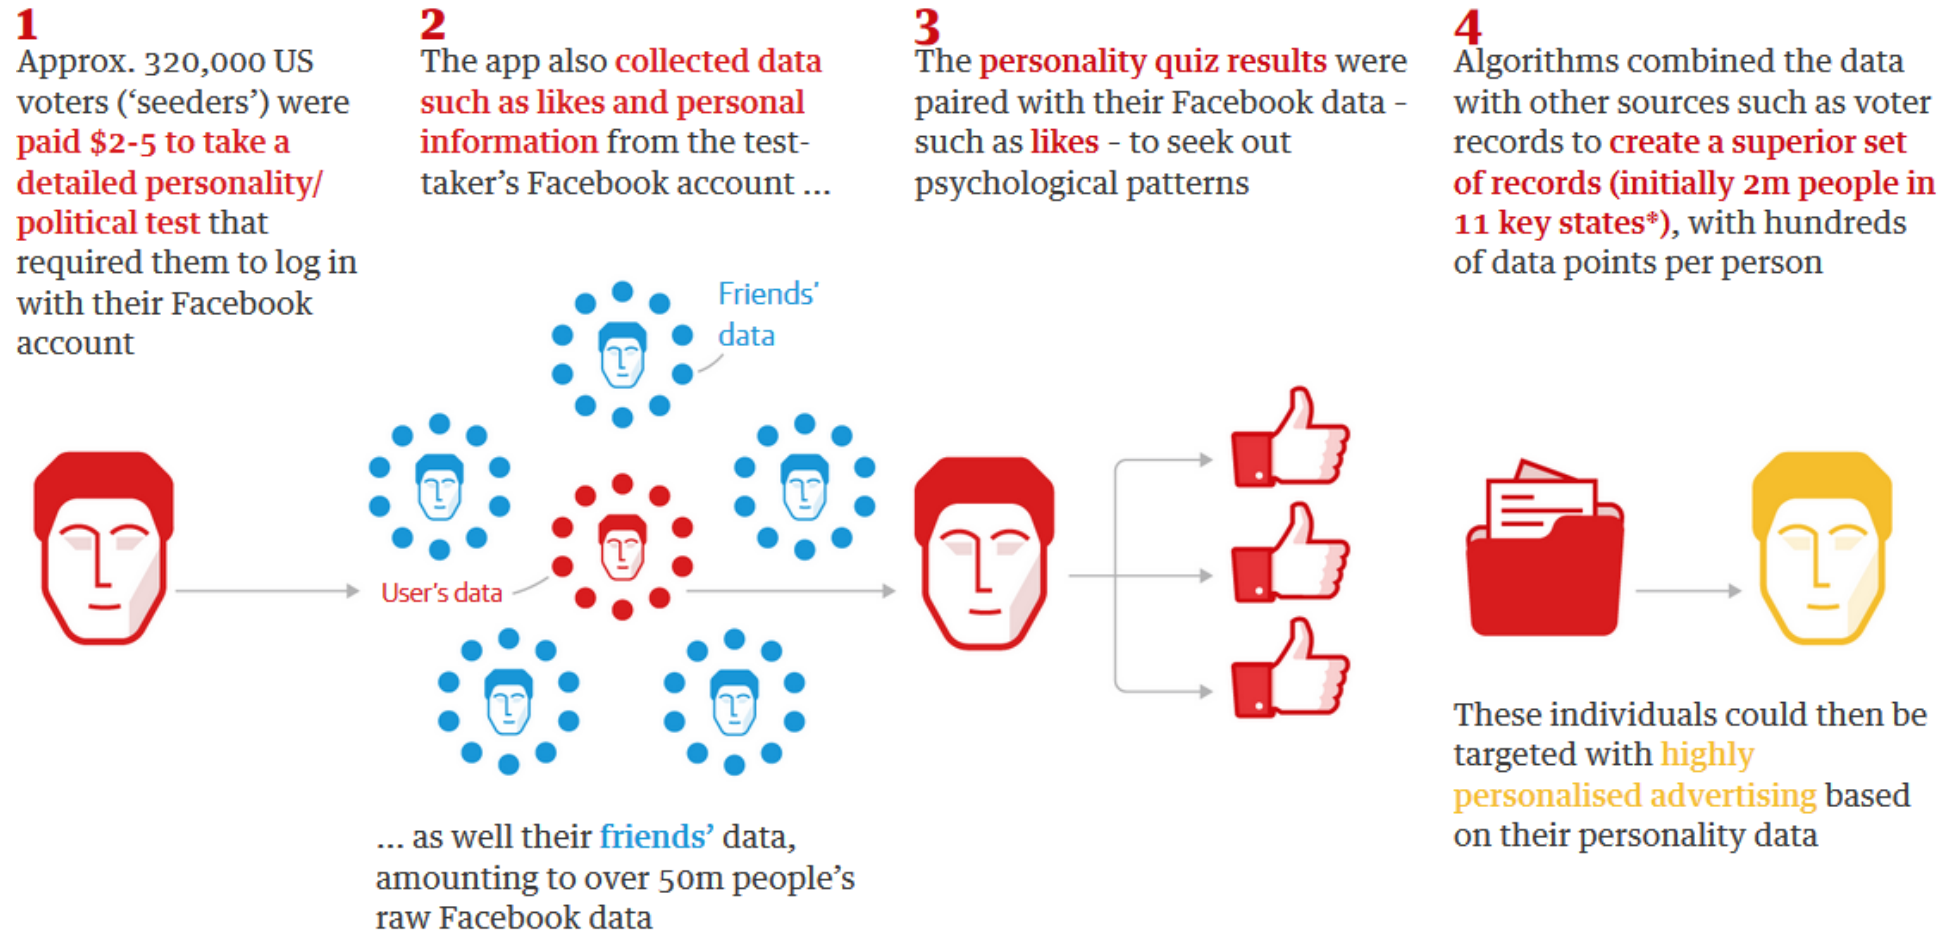 1
Approx. 320,000 US
voters (‘seeders’) were
paid $2-5 to take a
detailed personality/
political test that
required them to log in
with their Facebook
account
2
The app also collected data
such as likes and personal
information from the test-
taker’s Facebook account ...
Friends’
data
User's data
... as well their friends’ data,
amounting to over 50m people’s
raw Facebook data
3
The personality quiz results were
paired with their Facebook data –
such as likes – to seek out
psychological patterns
4
Algorithms combined the data
with other sources such as voter
records to create a superior set
of records (initially 2m people in
11 key states*), with hundreds
of data points per person
These individuals could then be
targeted with highly
personalised advertising based
on their personality data